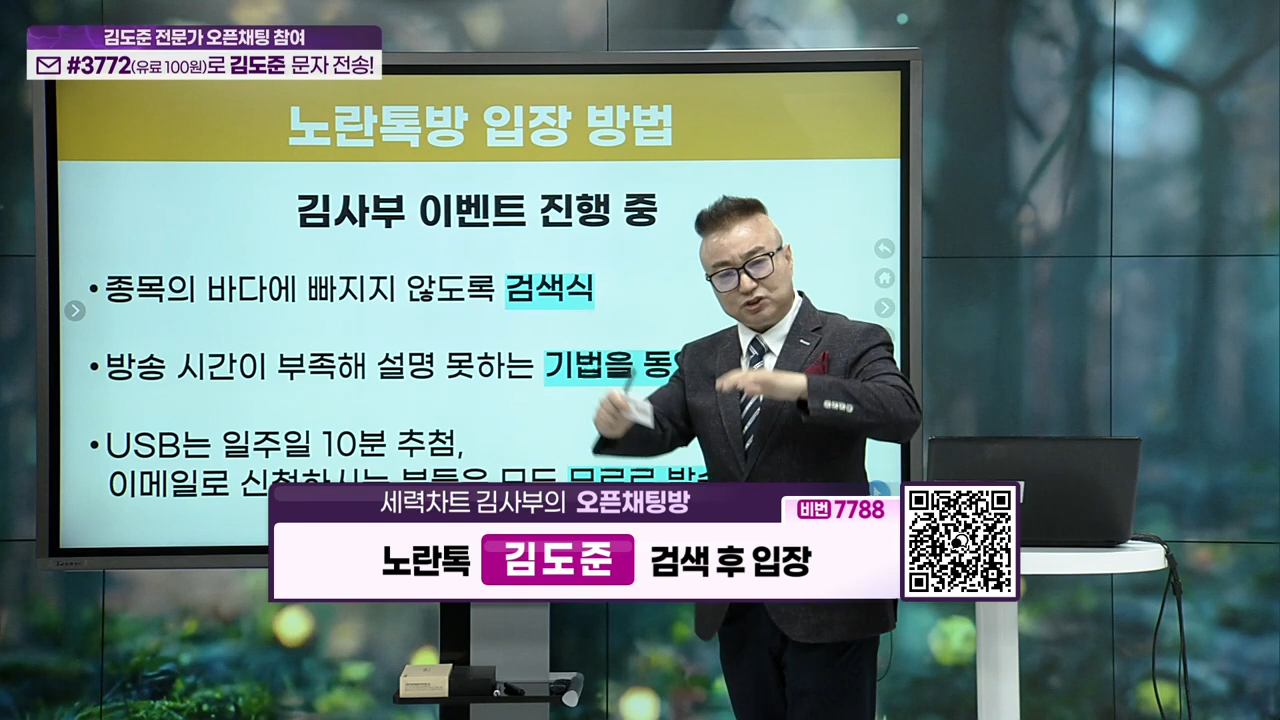 김도준 전문가 오픈채팅 참여
#3772(유료 100원)로 김도준 문자 전송!
노란톡방 입장 방법
김사부 이벤트 진행 중
•종목의 바다에 빠지지 않도록 검색식
•방송 시간이 부족해 설명 못하는 기법을
•USB는 일주일 10분 추첨,
이메일로
세력차트 김사부의 오픈채팅방
비번 7788
노란톡 김도준 검색 후 입장